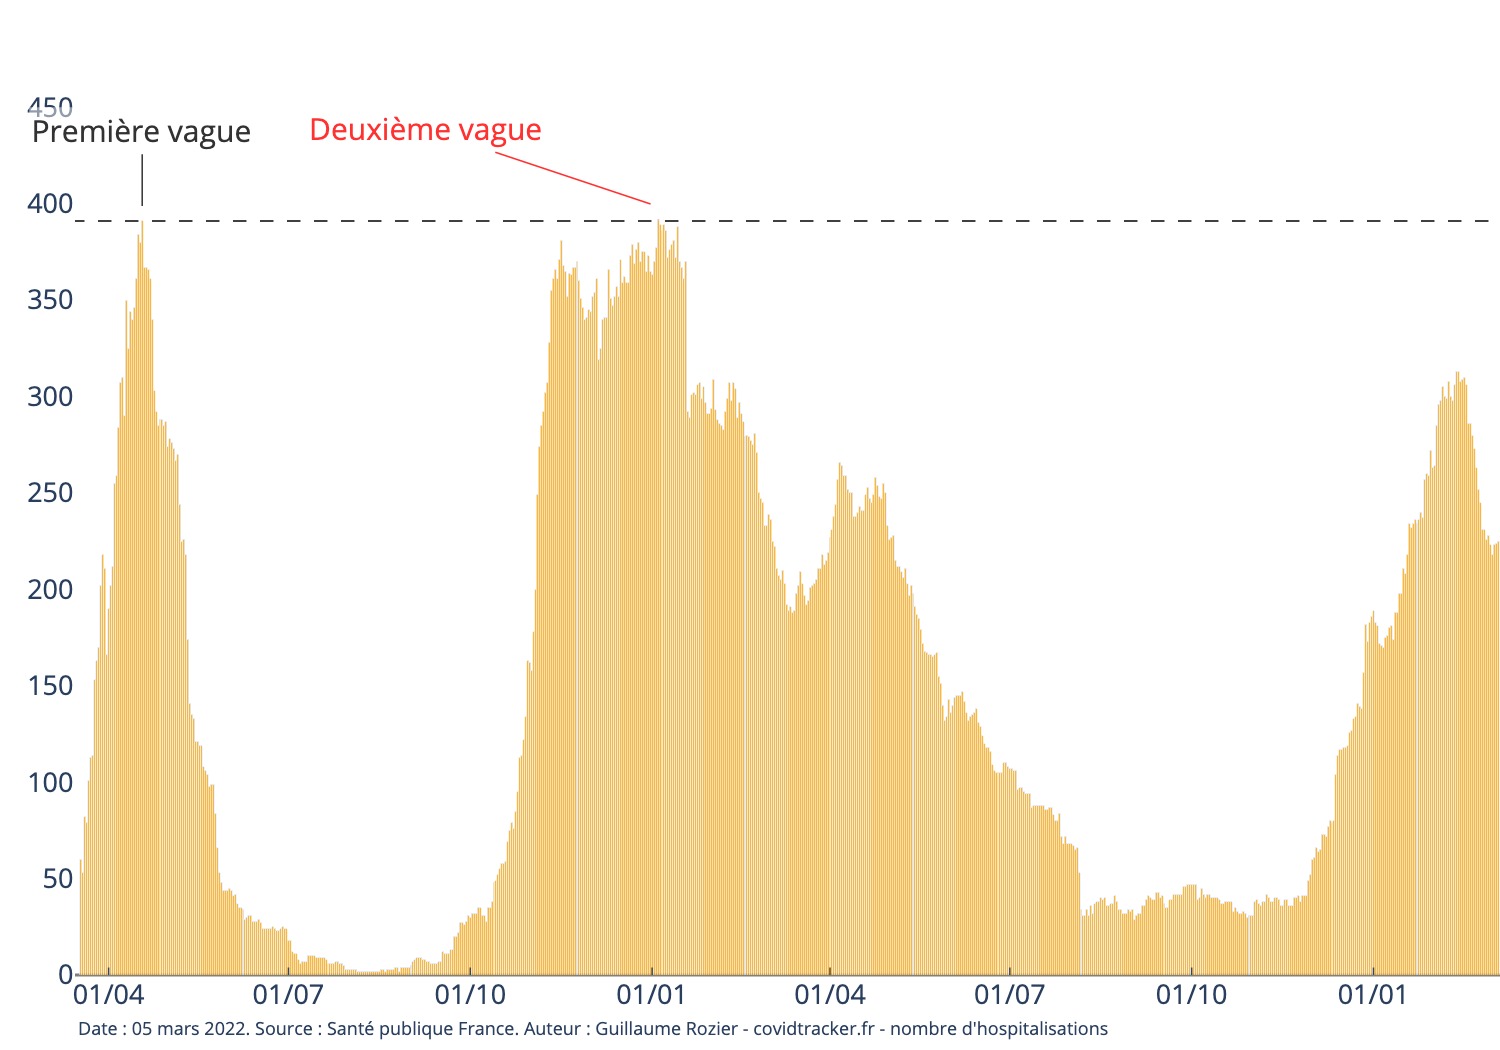 450
Première vague
Deuxième vague
400
350
300
250
200
150
100
50
0
01/04 01/07 01/10 01/01 01/04 01/07 01/10 01/01
Date : 05 mars 2022. Source : Santé publique France. Auteur : Guillaume Rozier - covidtracker.fr - nombre d'hospitalisations